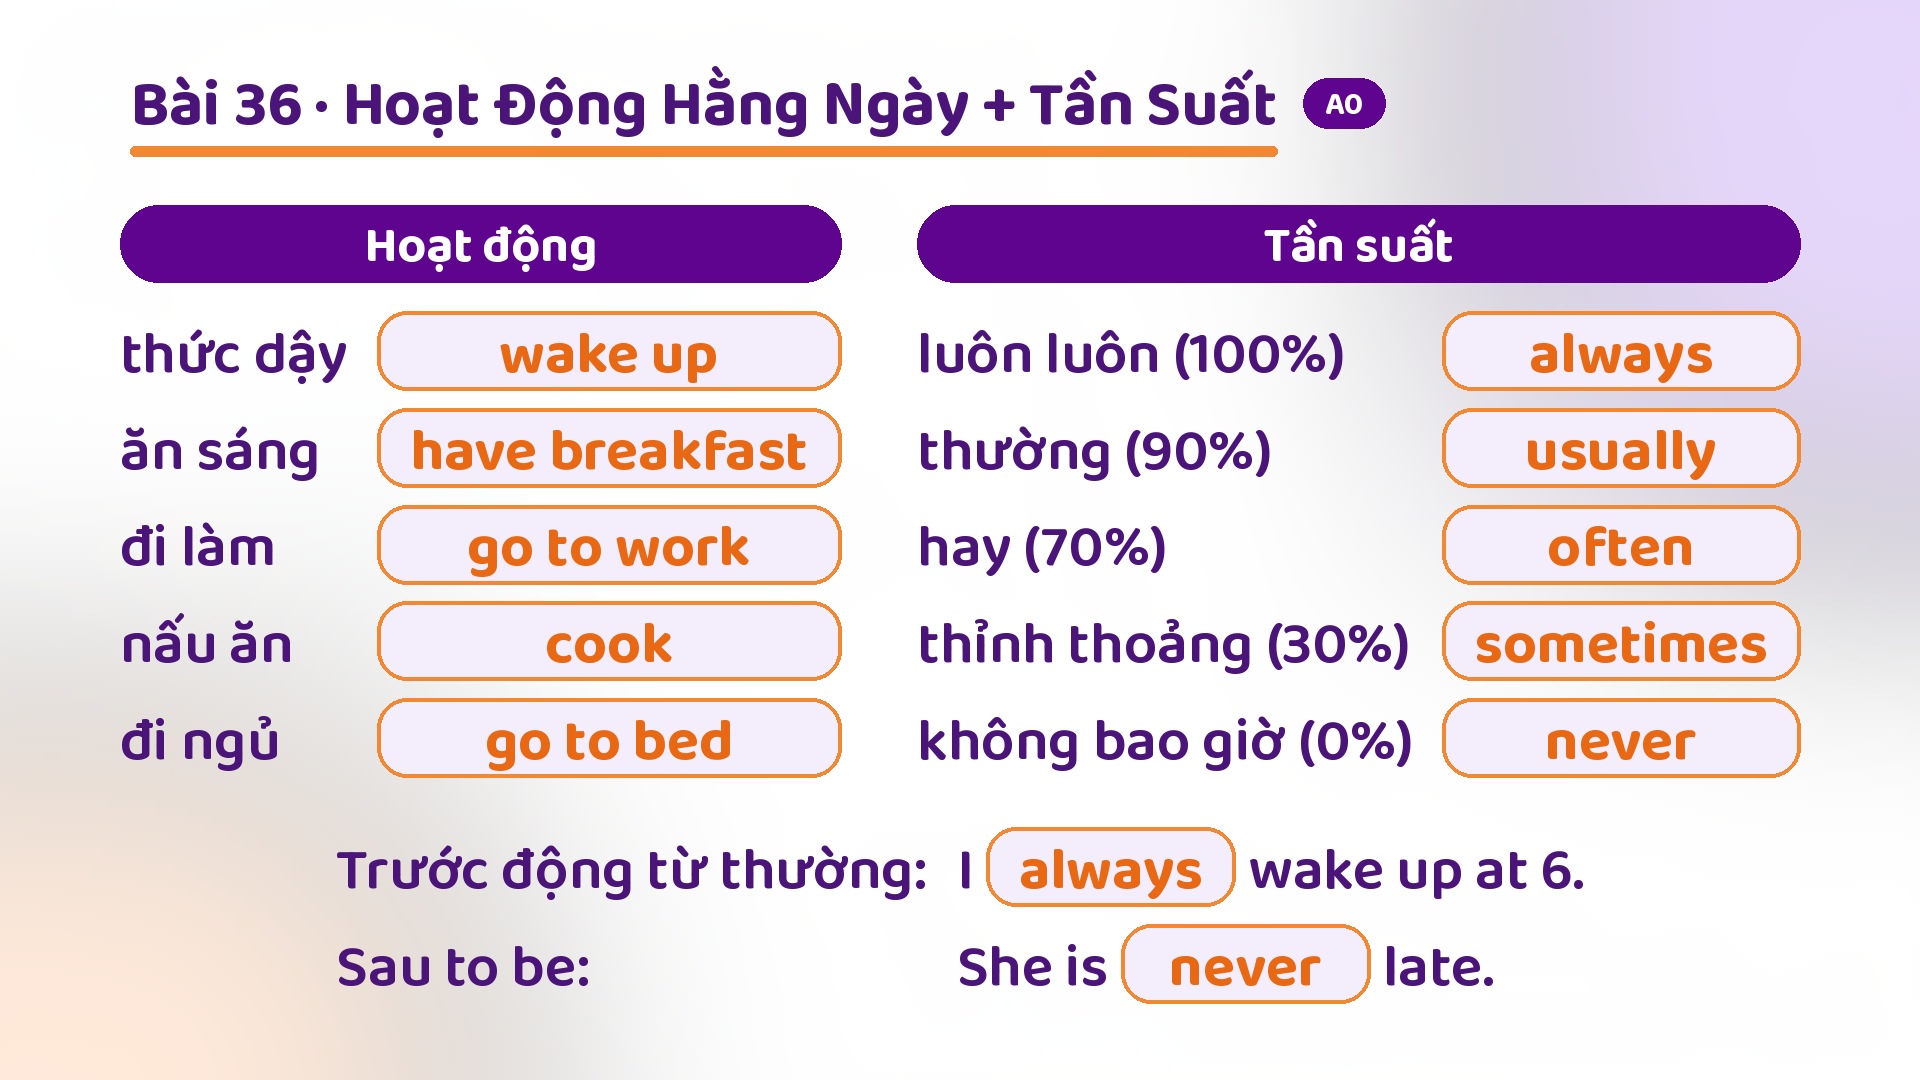 Bài 36 · Hoạt Động Hằng Ngày + Tần Suất A0
Hoạt động
thức dậy wake up
ăn sáng have breakfast
đi làm go to work
nấu ăn cook
đi ngủ go to bed
Tần suất
luôn luôn (100%) always
thường (90%) usually
hay (70%) often
thỉnh thoảng (30%) sometimes
không bao giờ (0%) never
Trước động từ thường: I always wake up at 6.
Sau to be: She is never late.